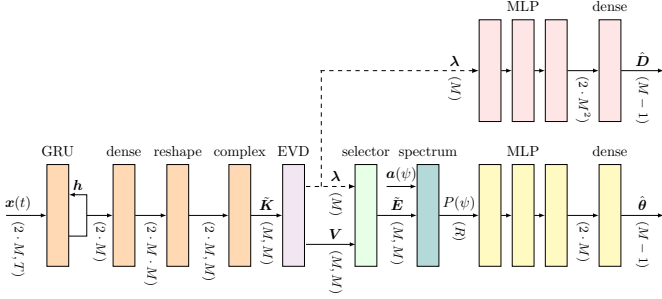 MLP dense
λ D̂
(M) (2 · M²) (M − 1)
GRU dense reshape complex EVD selector spectrum MLP dense
h λ a(ψ)
x(t) K̃ (M) Ẽ P(ψ) θ̂
V
(2 · M, T) (2 · M) (2 · M · M) (2 · M, M) (M, M) (M, M) (M, M) (R) (2 · M) (M − 1)